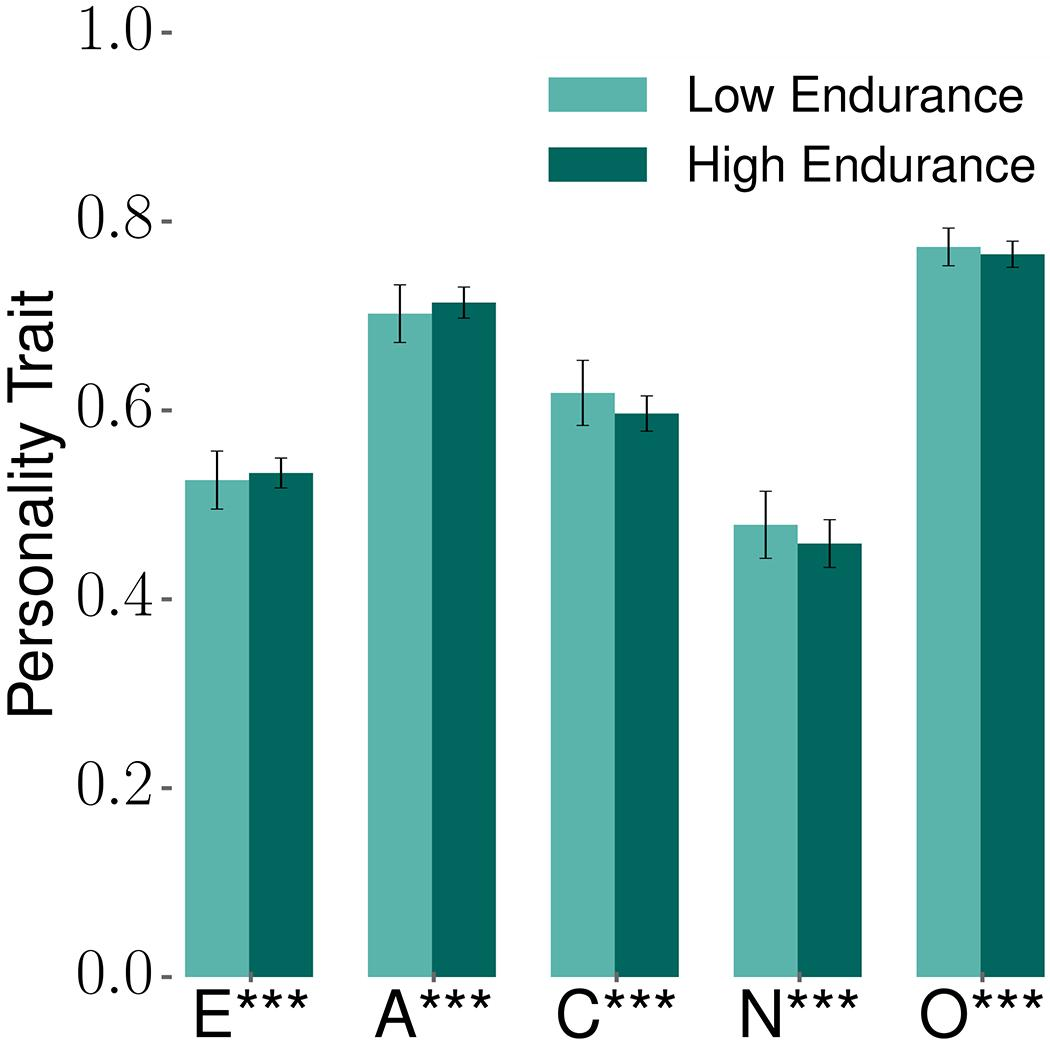 1.0
Low Endurance
High Endurance
0.8
0.6
0.4
0.2
0.0
Personality Trait
E***
A***
C***
N***
O***